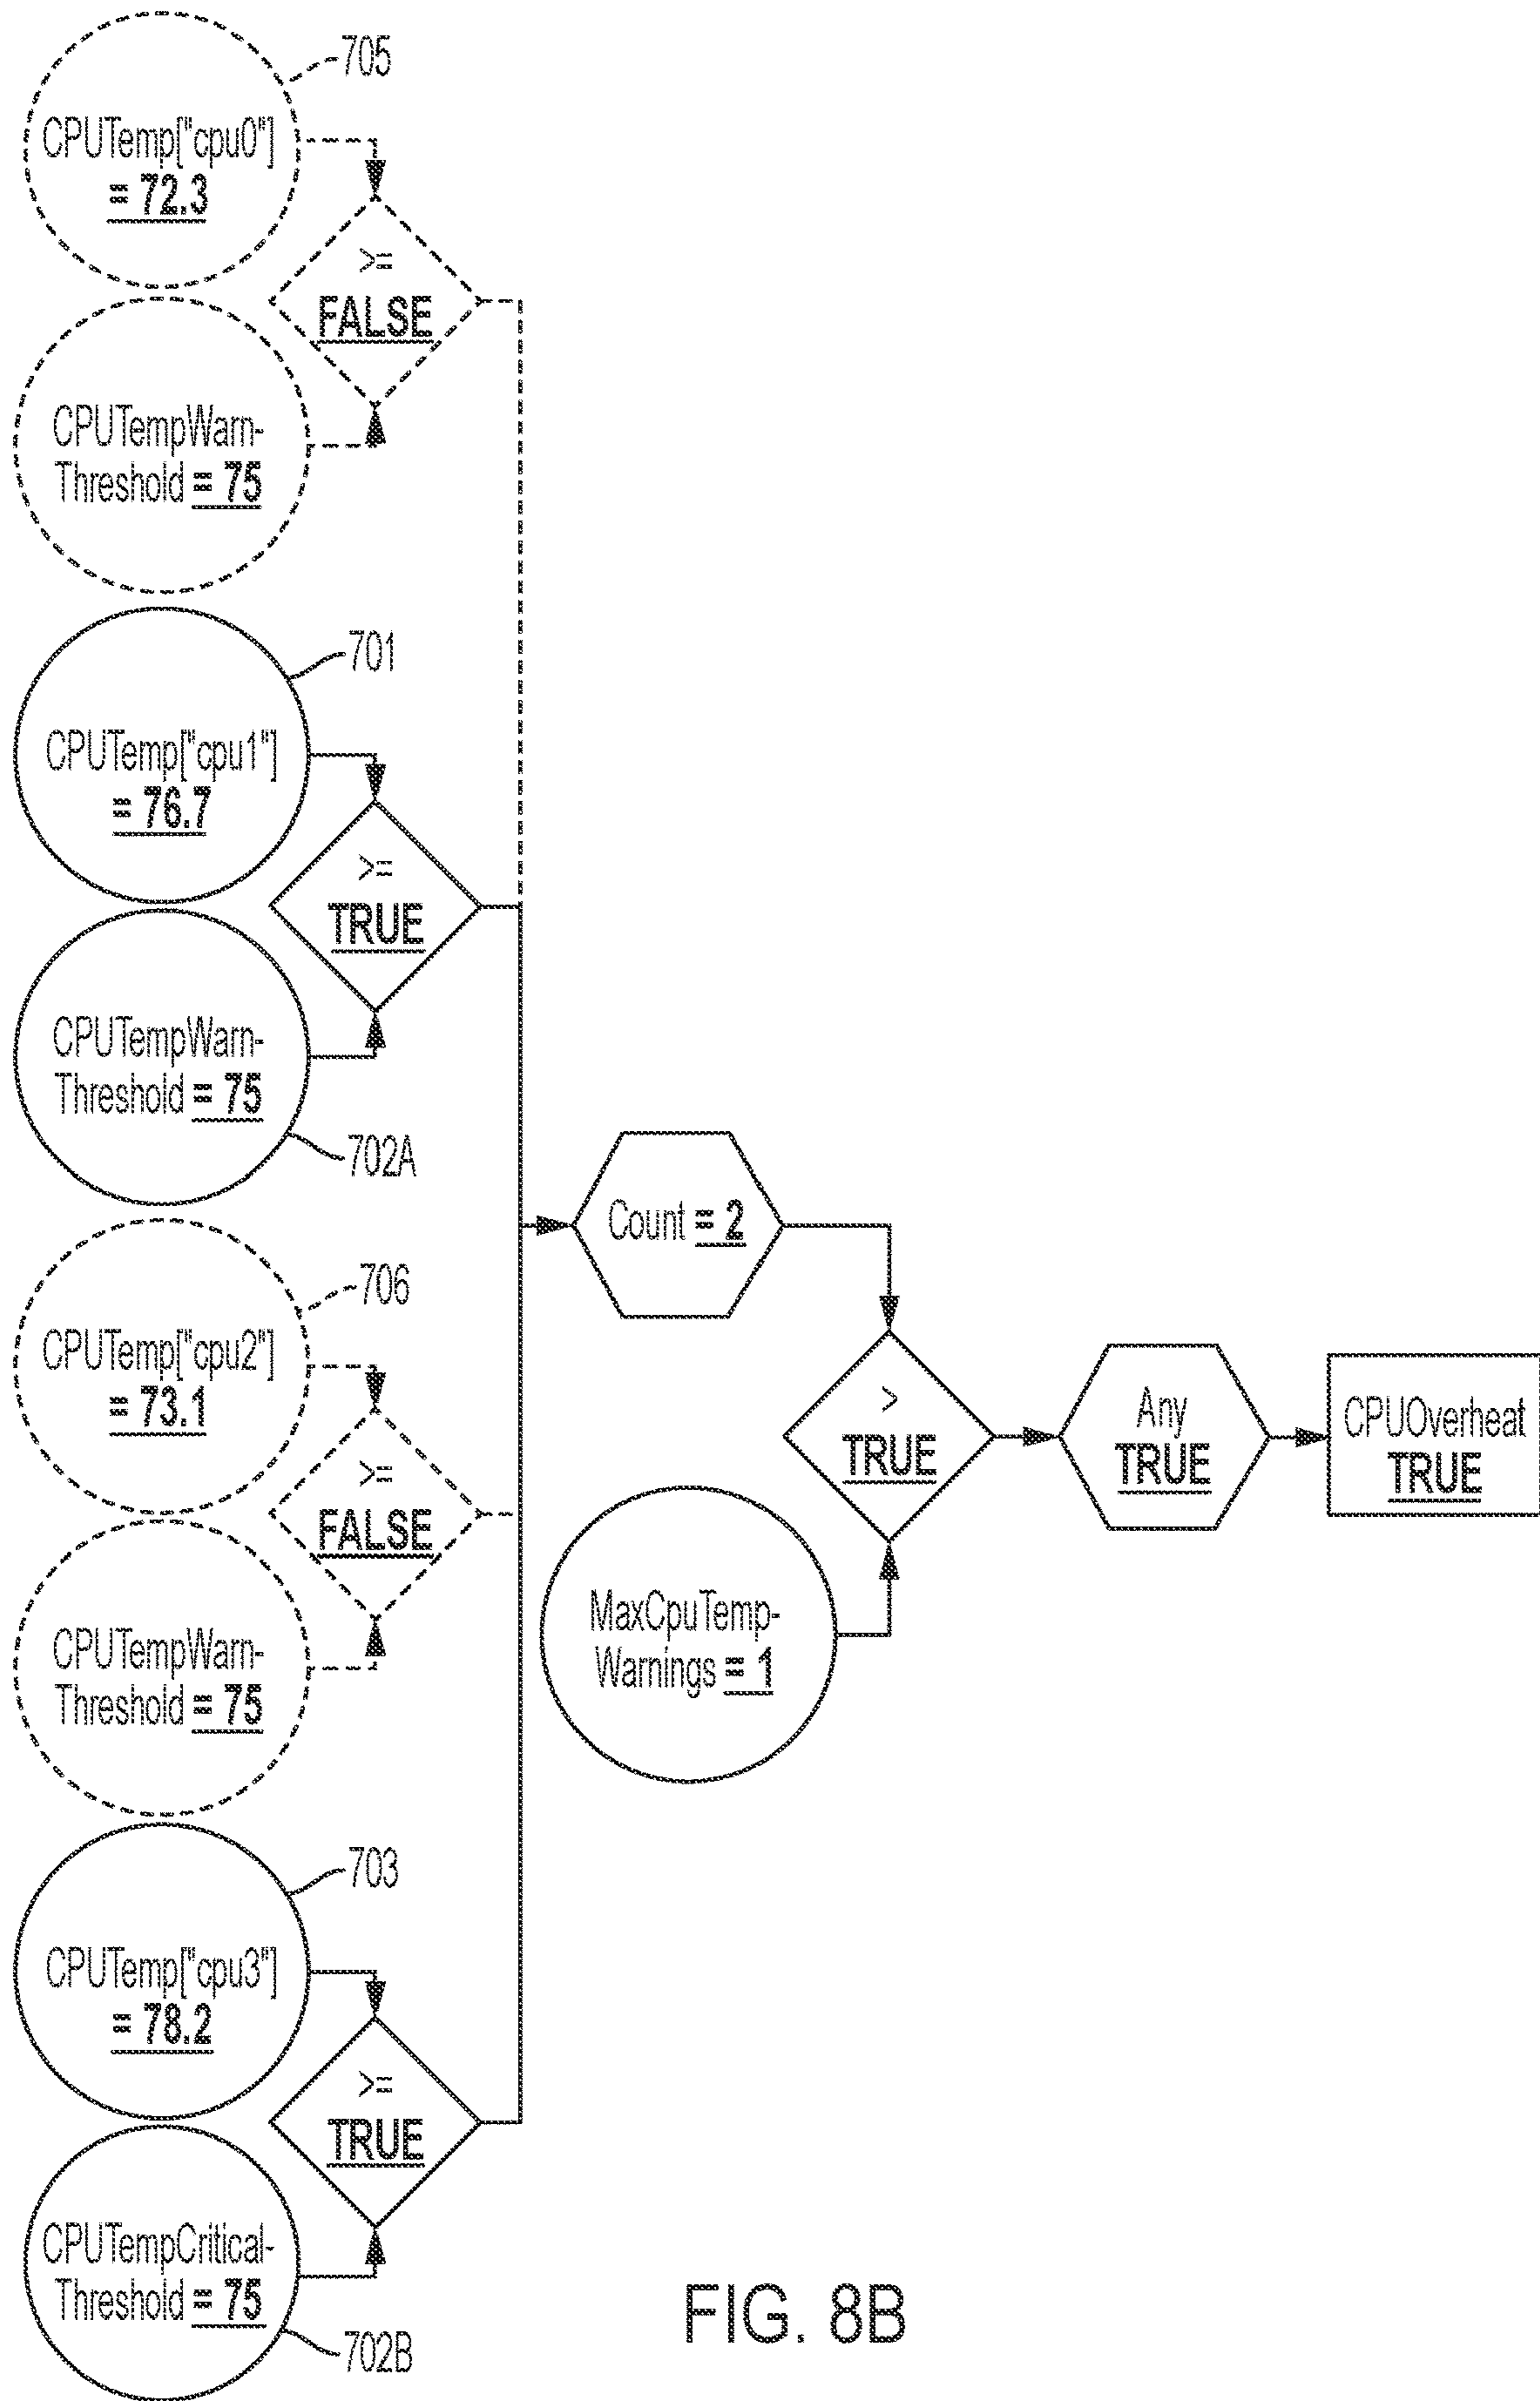 705
CPUTemp["cpu0"]
= 72.3
>=
FALSE
CPUTempWarn-
Threshold = 75
701
CPUTemp["cpu1"]
= 76.7
>=
TRUE
CPUTempWarn-
Threshold = 75
702A
706
CPUTemp["cpu2"]
= 73.1
>=
FALSE
CPUTempWarn-
Threshold = 75
703
CPUTemp["cpu3"]
= 78.2
>=
TRUE
CPUTempCritical-
Threshold = 75
702B
Count = 2
>
TRUE
MaxCpuTemp-
Warnings = 1
Any
TRUE
CPUOverheat
TRUE
FIG. 8B